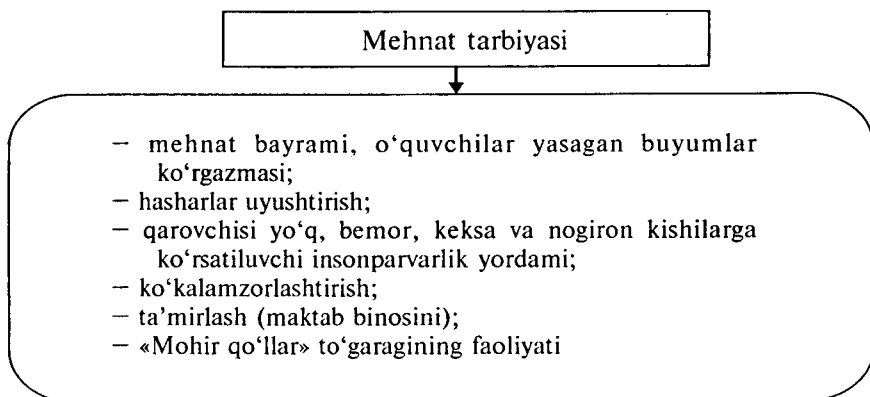 Mehnat tarbiyasi
— mehnat bayrami, o‘quvchilar yasagan buyumlar
ko‘rgazmasi;
— hasharlar uyushtirish;
— qarovchisi yo‘q, bemor, keksa va nogiron kishilarga
ko‘rsatiluvchi insonparvarlik yordami;
— ko‘kalamzorlashtirish;
— ta’mirlash (maktab binosini);
— «Mohir qo‘llar» to‘garagining faoliyati